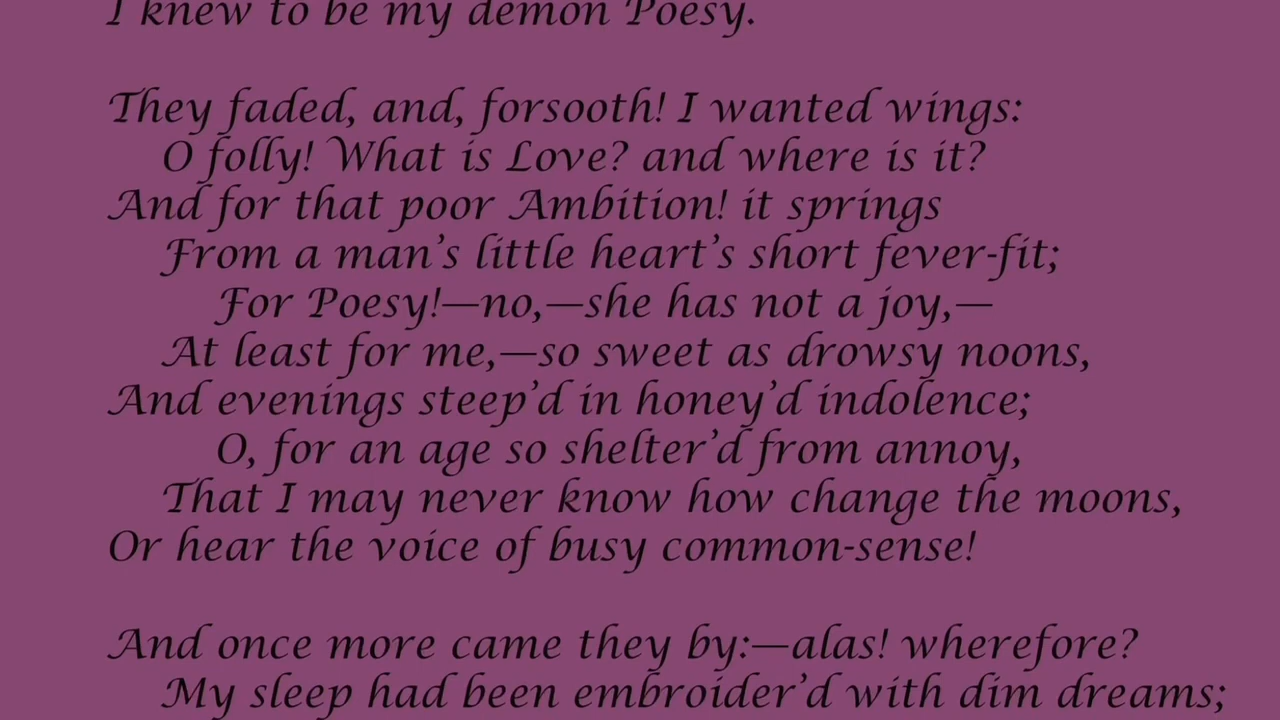 I knew to be my demon Poesy.
They faded, and, forsooth! I wanted wings:
O folly! What is Love? and where is it?
And for that poor Ambition! it springs
From a man’s little heart’s short fever-fit;
For Poesy!—no,—she has not a joy,—
At least for me,—so sweet as drowsy noons,
And evenings steep’d in honey’d indolence;
O, for an age so shelter’d from annoy,
That I may never know how change the moons,
Or hear the voice of busy common-sense!
And once more came they by:—alas! wherefore?
My sleep had been embroider’d with dim dreams;